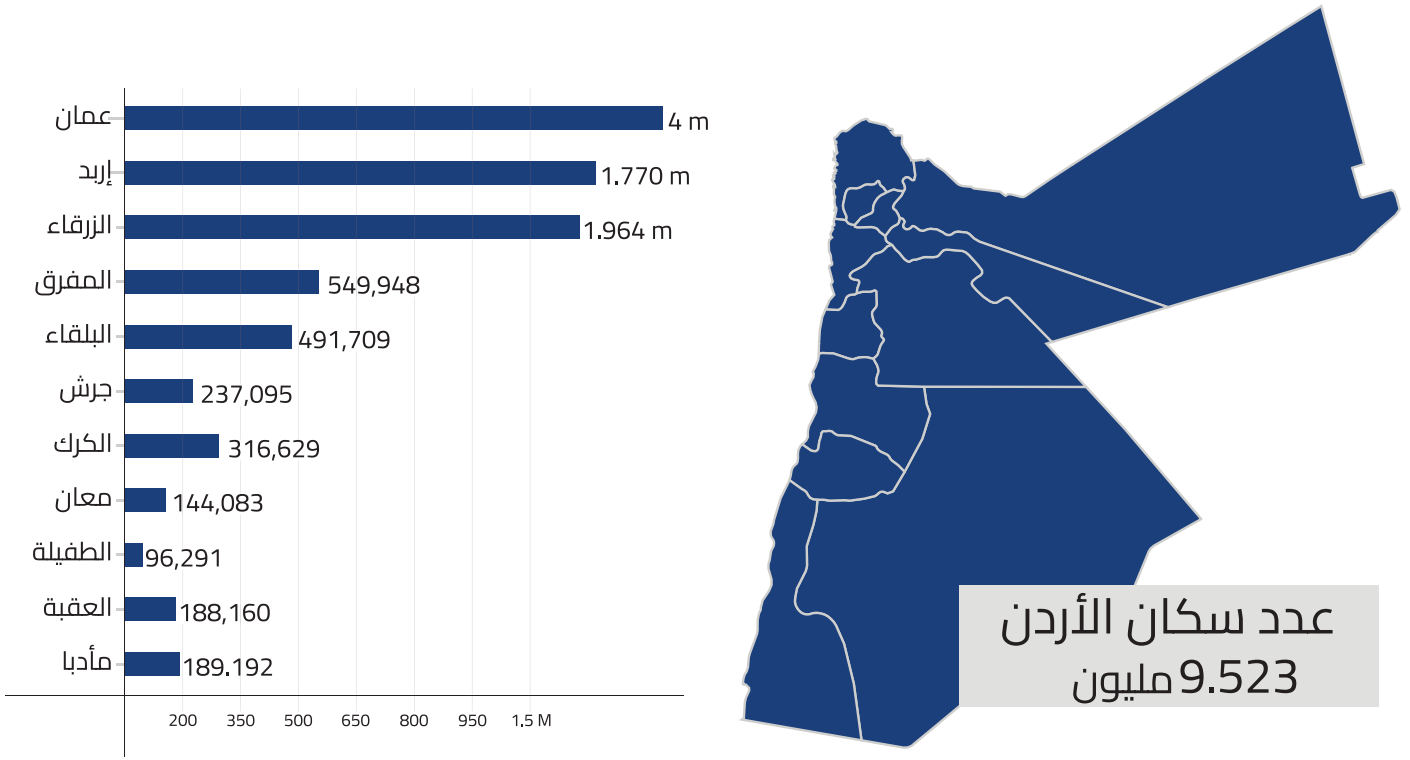 عمان 4 m
إربد 1.770 m
الزرقاء 1.964 m
المفرق 549,948
البلقاء 491,709
جرش 237,095
الكرك 316,629
معان 144,083
الطفيلة 96,291
العقبة 188,160
مأدبا 189.192
200 350 500 650 800 950 1.5 M
عدد سكان الأردن
9.523 مليون